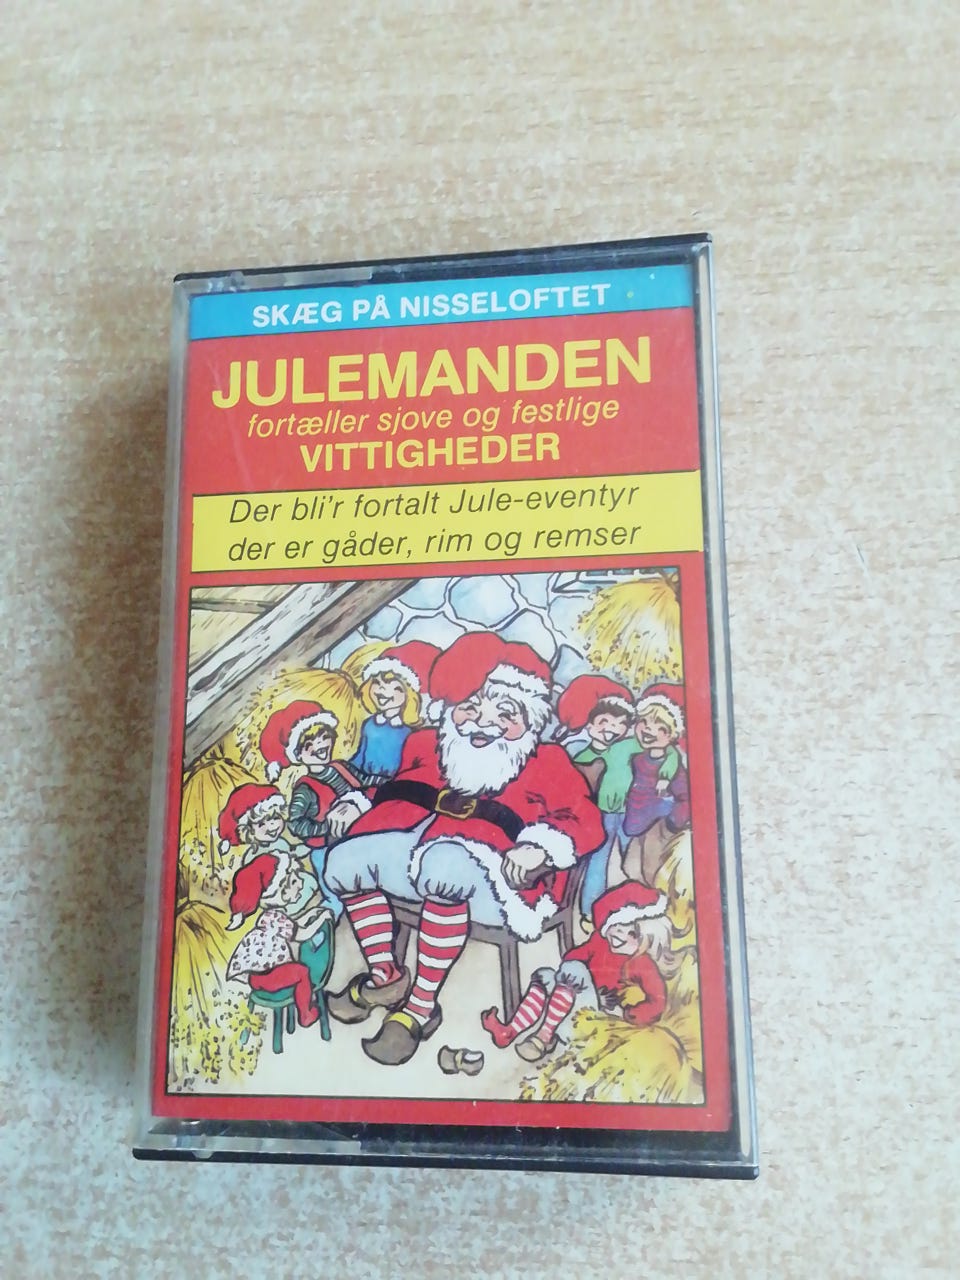 SKÆG PÅ NISSELOFTET
JULEMANDEN
fortæller sjove og festlige
VITTIGHEDER
Der bli'r fortalt Jule-eventyr
der er gåder, rim og remser